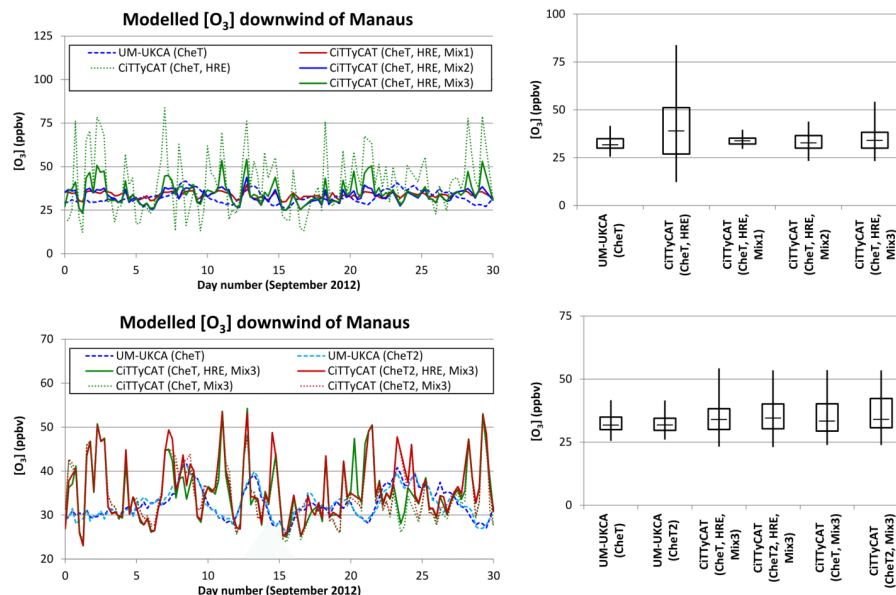 Modelled [O3] downwind of Manaus
[O3] (ppbv)
125
100
75
50
25
0
UM-UKCA (CheT)
CiTTyCAT (CheT, HRE)
CiTTyCAT (CheT, HRE, Mix1)
CiTTyCAT (CheT, HRE, Mix2)
CiTTyCAT (CheT, HRE, Mix3)
0 5 10 15 20 25 30
Day number (September 2012)
[O3] (ppbv)
100
75
50
25
0
UM-UKCA
(CheT)
CiTTyCAT
(CheT, HRE)
CiTTyCAT
(CheT, HRE,
Mix1)
CiTTyCAT
(CheT, HRE,
Mix2)
CiTTyCAT
(CheT, HRE,
Mix3)
Modelled [O3] downwind of Manaus
[O3] (ppbv)
70
60
50
40
30
20
UM-UKCA (CheT)
UM-UKCA (CheT2)
CiTTyCAT (CheT, HRE, Mix3)
CiTTyCAT (CheT2, HRE, Mix3)
CiTTyCAT (CheT, Mix3)
CiTTyCAT (CheT2, Mix3)
0 5 10 15 20 25 30
Day number (September 2012)
[O3] (ppbv)
75
50
25
0
UM-UKCA
(CheT)
UM-UKCA
(CheT2)
CiTTyCAT
(CheT, HRE,
Mix3)
CiTTyCAT
(CheT2, HRE,
Mix3)
CiTTyCAT
(CheT, Mix3)
CiTTyCAT
(CheT2, Mix3)